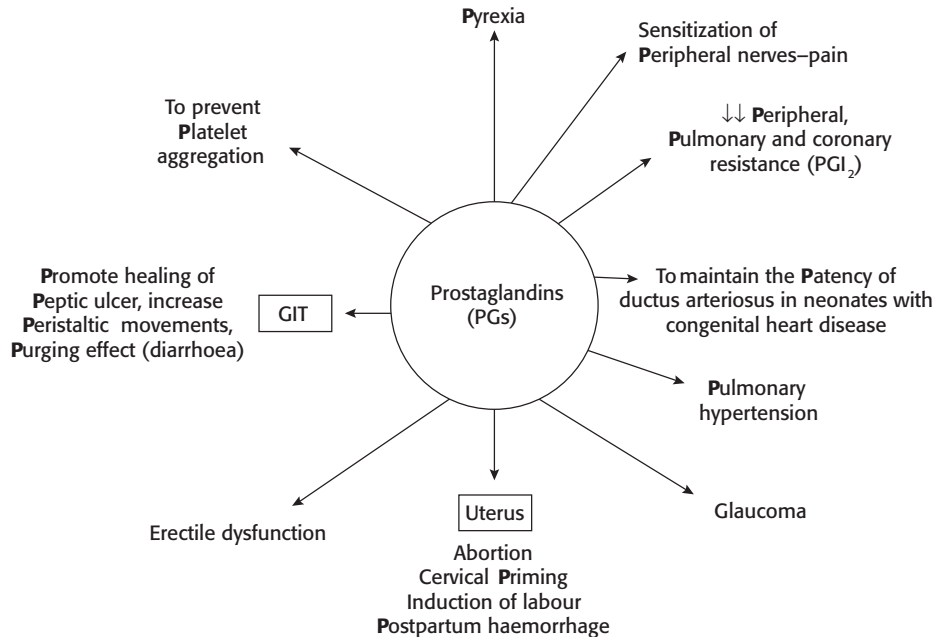 Pyrexia
Sensitization of
Peripheral nerves–pain
↓↓ Peripheral,
Pulmonary and coronary
resistance (PGI₂)
To maintain the Patency of
ductus arteriosus in neonates with
congenital heart disease
Pulmonary
hypertension
Glaucoma
Uterus
Abortion
Cervical Priming
Induction of labour
Postpartum haemorrhage
Erectile dysfunction
GIT
Promote healing of
Peptic ulcer, increase
Peristaltic movements,
Purging effect (diarrhoea)
To prevent
Platelet
aggregation
Prostaglandins
(PGs)